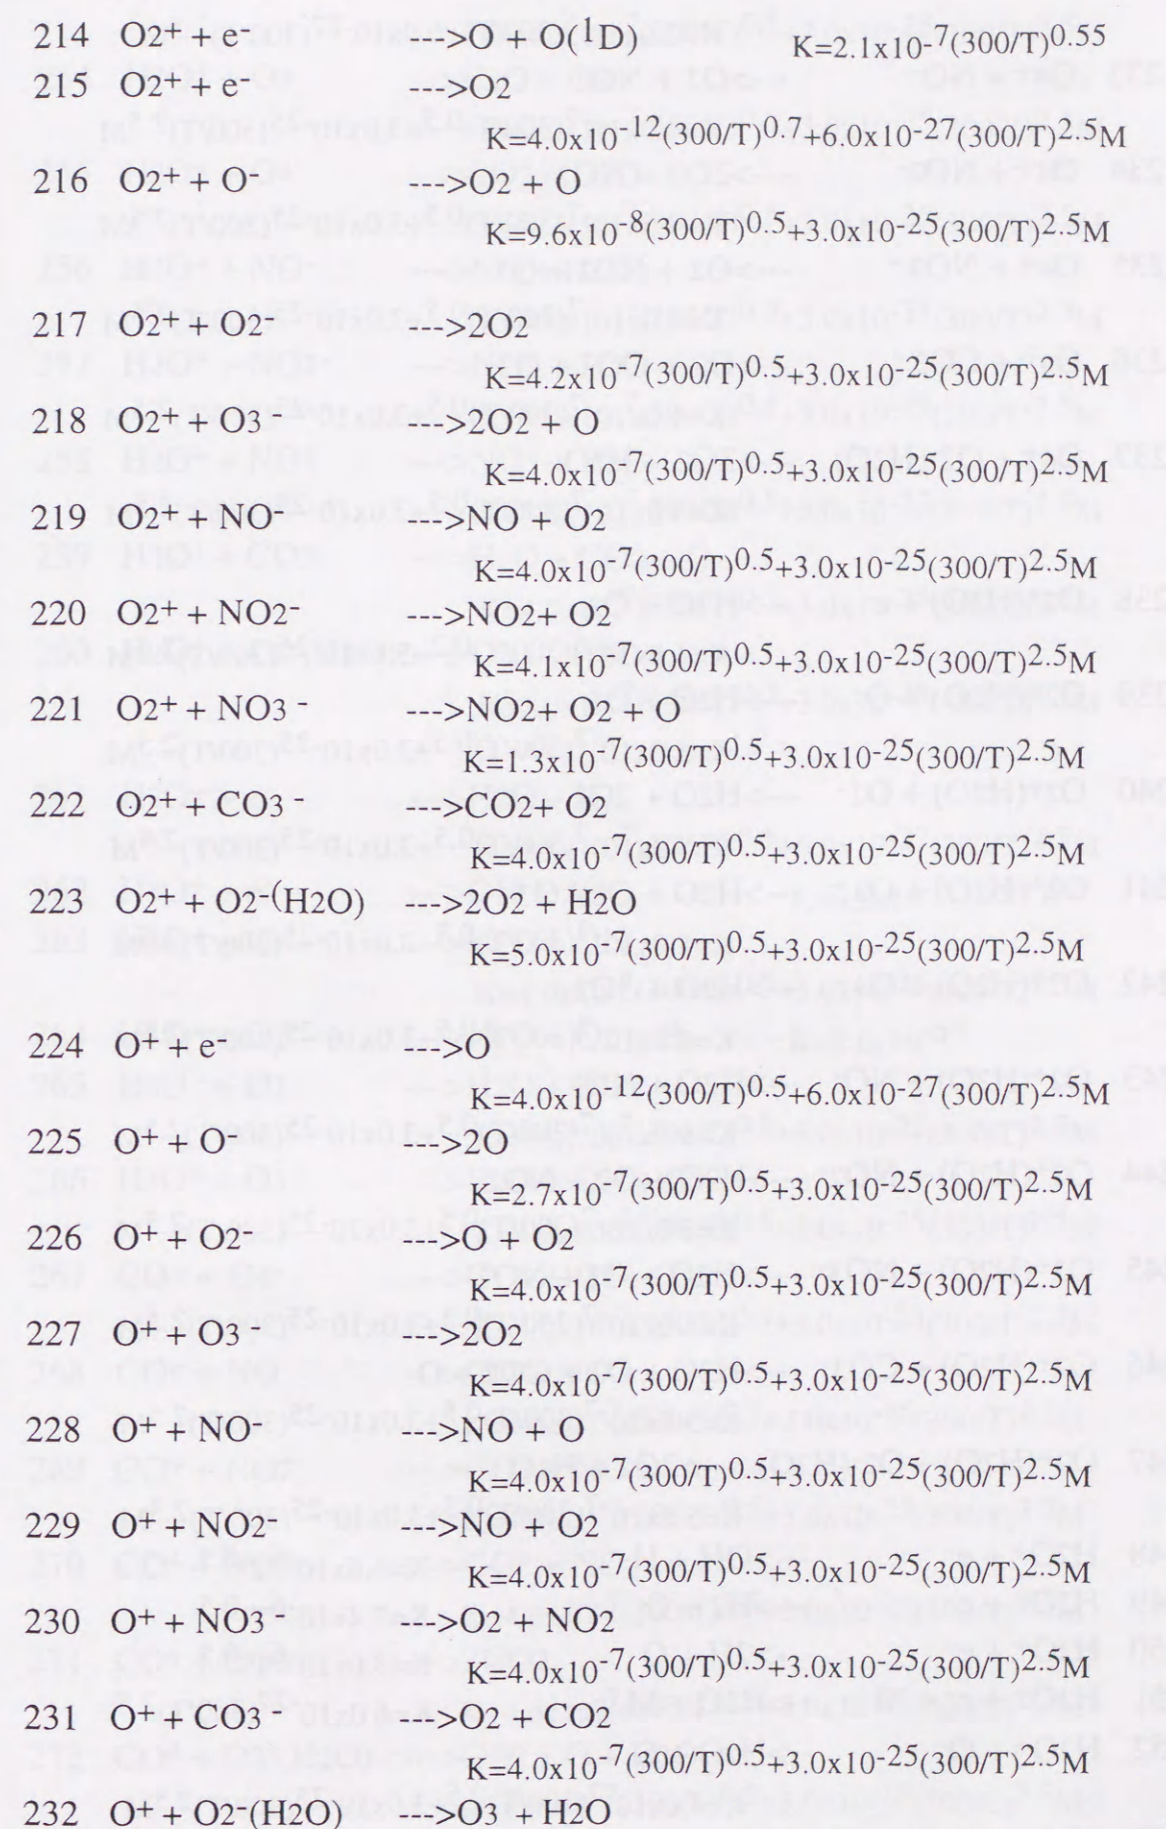 214 O2⁺ + e⁻ --->O + O(¹D) K=2.1x10⁻⁷(300/T)^0.55
215 O2⁺ + e⁻ --->O2
K=4.0x10⁻¹²(300/T)^0.7+6.0x10⁻²⁷(300/T)^2.5M
216 O2⁺ + O⁻ --->O2 + O
K=9.6x10⁻⁸(300/T)^0.5+3.0x10⁻²⁵(300/T)^2.5M
217 O2⁺ + O2⁻ --->2O2
K=4.2x10⁻⁷(300/T)^0.5+3.0x10⁻²⁵(300/T)^2.5M
218 O2⁺ + O3⁻ --->2O2 + O
K=4.0x10⁻⁷(300/T)^0.5+3.0x10⁻²⁵(300/T)^2.5M
219 O2⁺ + NO⁻ --->NO + O2
K=4.0x10⁻⁷(300/T)^0.5+3.0x10⁻²⁵(300/T)^2.5M
220 O2⁺ + NO2⁻ --->NO2+ O2
K=4.1x10⁻⁷(300/T)^0.5+3.0x10⁻²⁵(300/T)^2.5M
221 O2⁺ + NO3 ⁻ --->NO2+ O2 + O
K=1.3x10⁻⁷(300/T)^0.5+3.0x10⁻²⁵(300/T)^2.5M
222 O2⁺ + CO3 ⁻ --->CO2+ O2
K=4.0x10⁻⁷(300/T)^0.5+3.0x10⁻²⁵(300/T)^2.5M
223 O2⁺ + O2⁻(H2O) --->2O2 + H2O
K=5.0x10⁻⁷(300/T)^0.5+3.0x10⁻²⁵(300/T)^2.5M
224 O⁺ + e⁻ --->O
K=4.0x10⁻¹²(300/T)^0.5+6.0x10⁻²⁷(300/T)^2.5M
225 O⁺ + O⁻ --->2O
K=2.7x10⁻⁷(300/T)^0.5+3.0x10⁻²⁵(300/T)^2.5M
226 O⁺ + O2⁻ --->O + O2
K=4.0x10⁻⁷(300/T)^0.5+3.0x10⁻²⁵(300/T)^2.5M
227 O⁺ + O3⁻ --->2O2
K=4.0x10⁻⁷(300/T)^0.5+3.0x10⁻²⁵(300/T)^2.5M
228 O⁺ + NO⁻ --->NO + O
K=4.0x10⁻⁷(300/T)^0.5+3.0x10⁻²⁵(300/T)^2.5M
229 O⁺ + NO2⁻ --->NO + O2
K=4.0x10⁻⁷(300/T)^0.5+3.0x10⁻²⁵(300/T)^2.5M
230 O⁺ + NO3⁻ --->O2 + NO2
K=4.0x10⁻⁷(300/T)^0.5+3.0x10⁻²⁵(300/T)^2.5M
231 O⁺ + CO3 ⁻ --->O2 + CO2
K=4.0x10⁻⁷(300/T)^0.5+3.0x10⁻²⁵(300/T)^2.5M
232 O⁺ + O2⁻(H2O) --->O3 + H2O